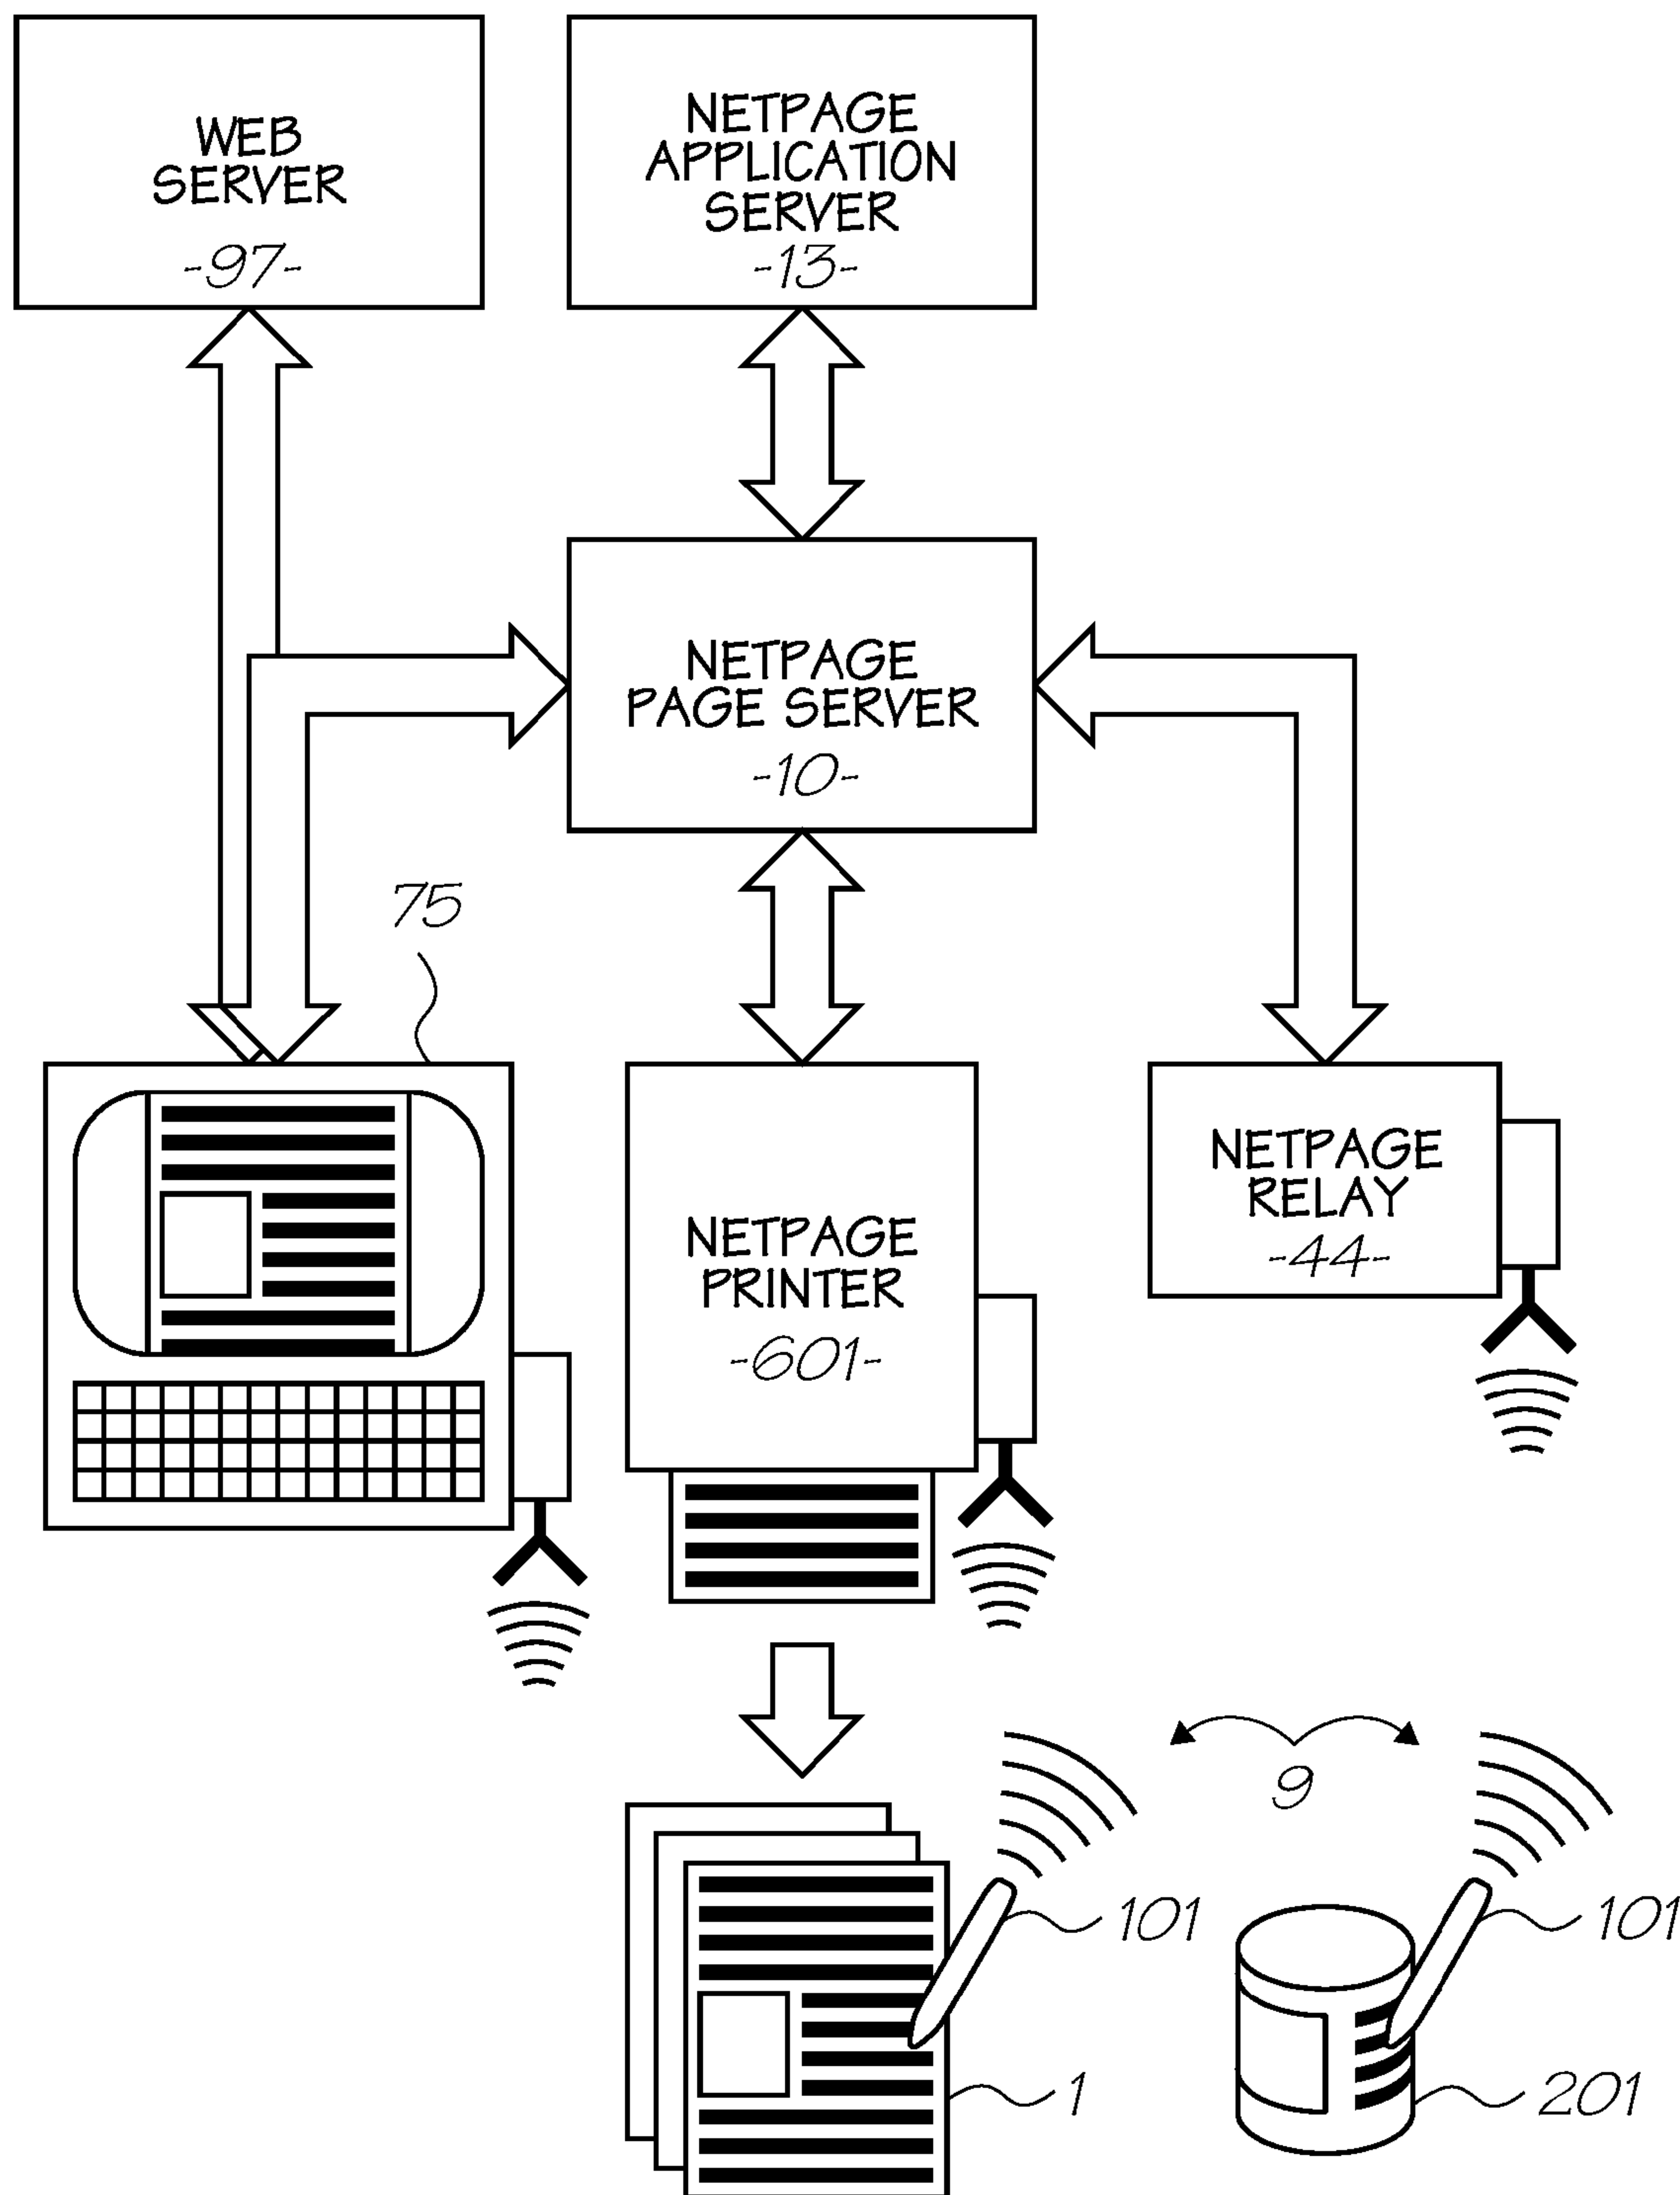 WEB
SERVER
-97-
NETPAGE
APPLICATION
SERVER
-13-
NETPAGE
PAGE SERVER
-10-
75
NETPAGE
PRINTER
-601-
NETPAGE
RELAY
-44-
9
101
101
1
201